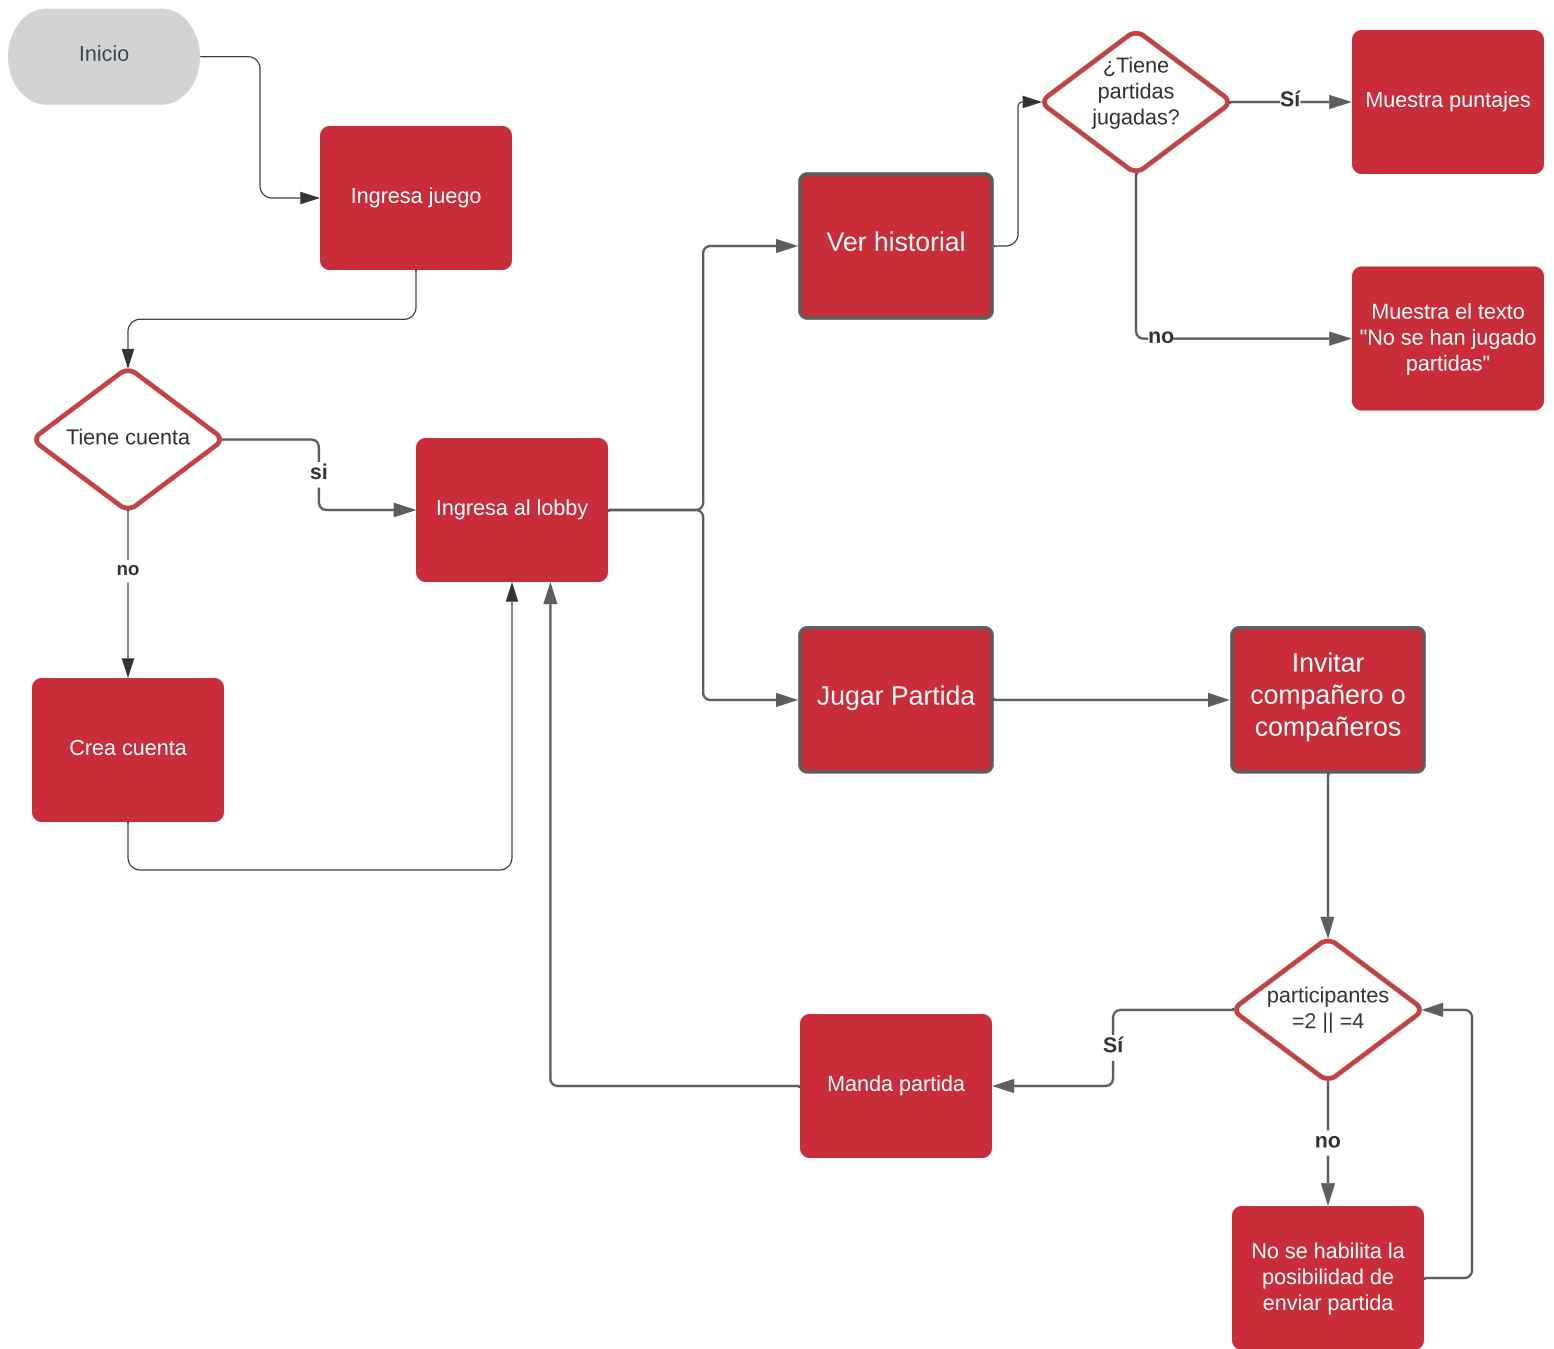 Inicio
Ingresa juego
Tiene cuenta
si
no
Crea cuenta
Ingresa al lobby
Ver historial
¿Tiene
partidas
jugadas?
Sí
Muestra puntajes
no
Muestra el texto
"No se han jugado
partidas"
Jugar Partida
Invitar
compañero o
compañeros
participantes
=2 || =4
Sí
Manda partida
no
No se habilita la
posibilidad de
enviar partida